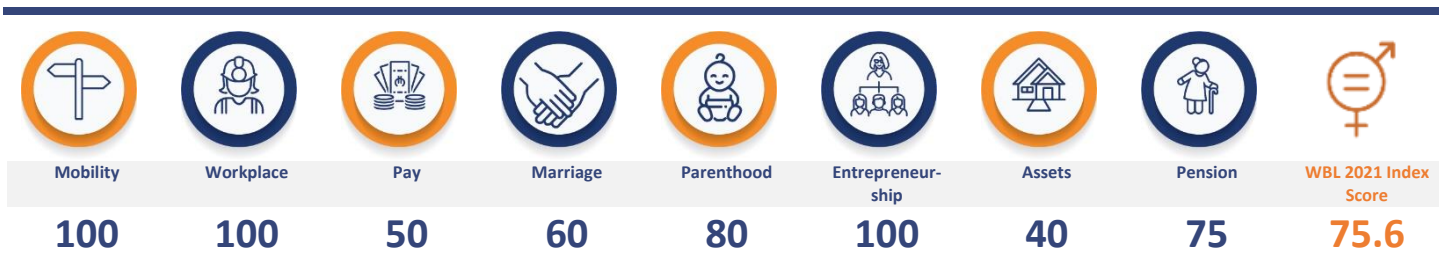 Mobility
Workplace
Pay
Marriage
Parenthood
Entrepreneur-
ship
Assets
Pension
WBL 2021 Index
Score
100
100
50
60
80
100
40
75
75.6